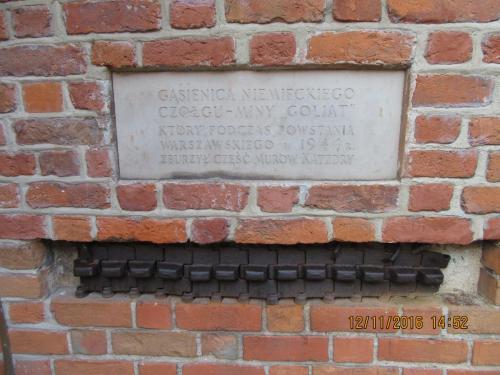 GĄSIENICA NIEMIECKIEGO
CZOŁGU-MINY „GOLIAT"
KTÓRY PODCZAS POWSTANIA
WARSZAWSKIEGO w 1944 r.
ZBURZYŁ CZĘŚĆ MURÓW KATEDRY
12/11/2016 14:52